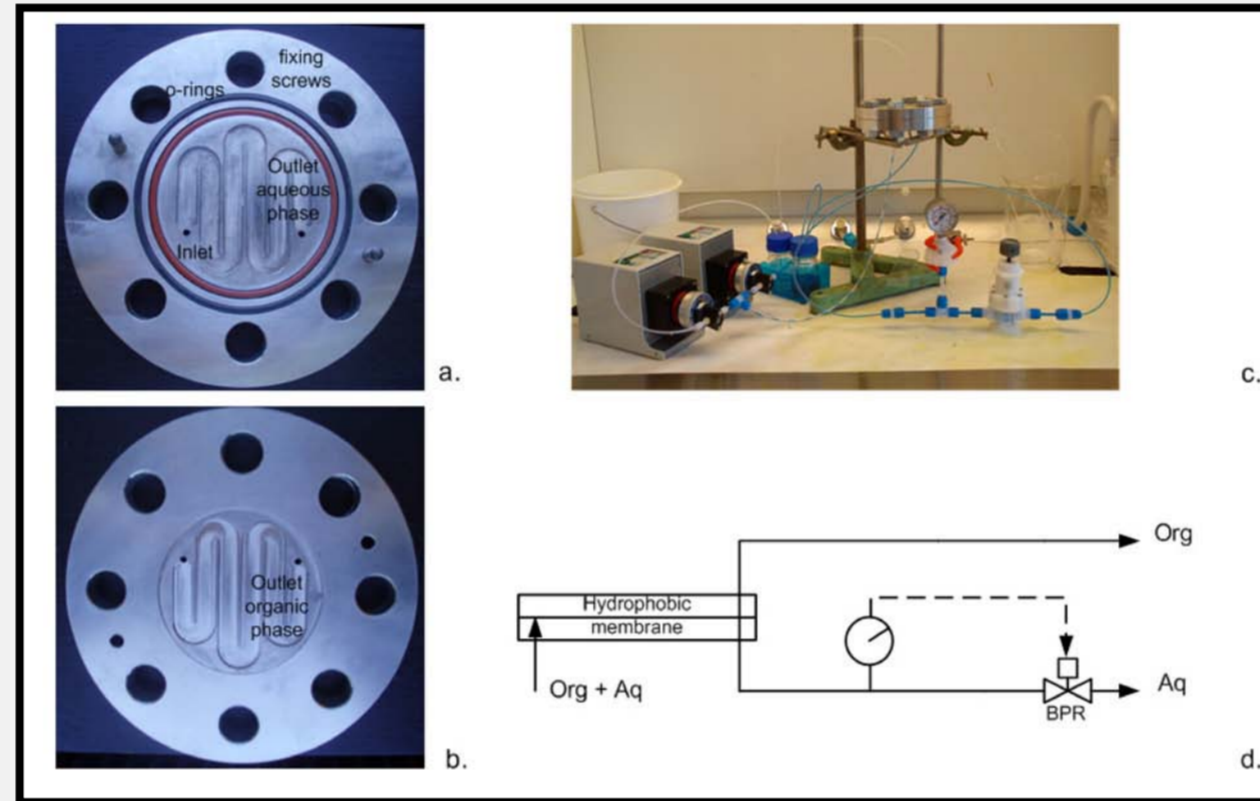 fixing
screws
o-rings
Outlet
aqueous
phase
Inlet
a.
c.
Outlet
organic
phase
b.
Org
Hydrophobic
membrane
Org + Aq
Aq
BPR
d.